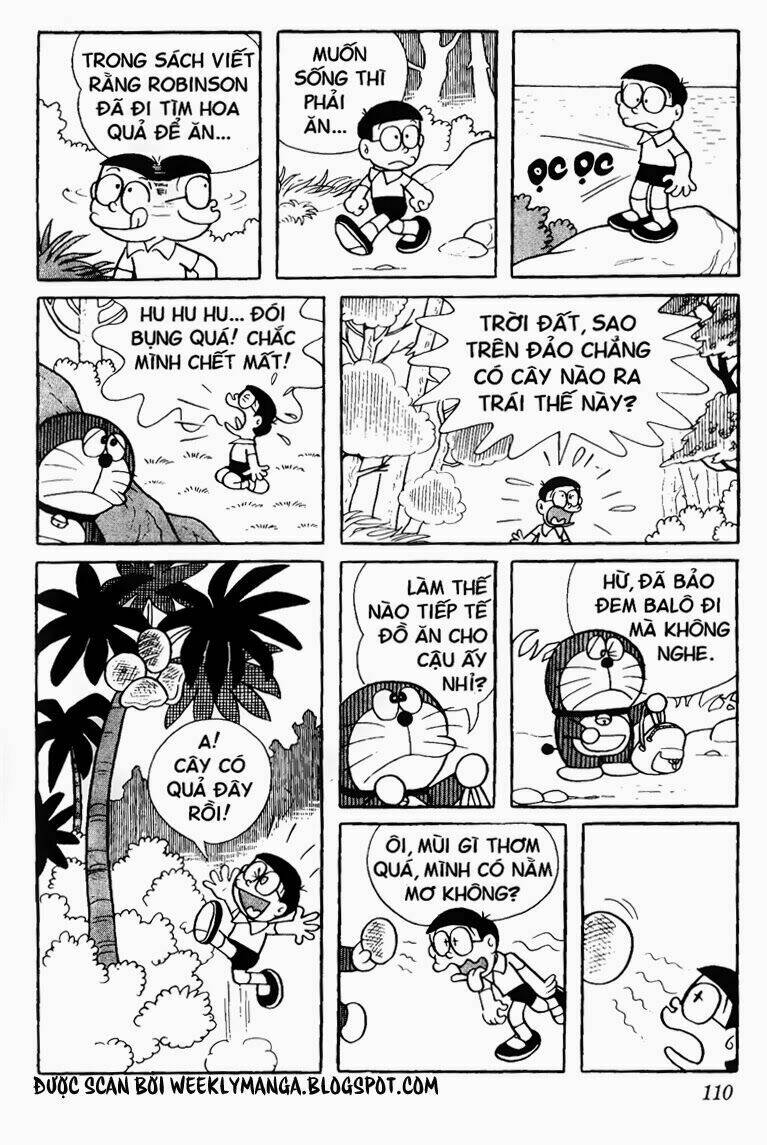 ỌC ỌC
MUỐN
SỐNG THÌ
PHẢI
ĂN...
TRONG SÁCH VIẾT
RẰNG ROBINSON
ĐÃ ĐI TÌM HOA
QUẢ ĐỂ ĂN...
TRỜI ĐẤT, SAO
TRÊN ĐẢO CHẲNG
CÓ CÂY NÀO RA
TRÁI THẾ NÀY?
HU HU HU... ĐÓI
BỤNG QUÁ! CHẮC
MÌNH CHẾT MẤT!
HỪ, ĐÃ BẢO
ĐEM BALÔ ĐI
MÀ KHÔNG
NGHE.
LÀM THẾ
NÀO TIẾP TẾ
ĐỒ ĂN CHO
CẬU ẤY
NHỈ?
ÔI, MÙI GÌ THƠM
QUÁ, MÌNH CÓ NẰM
MƠ KHÔNG?
A!
CÂY CÓ
QUẢ ĐÂY
RỒI!
ĐƯỢC SCAN BỞI WEEKLYMANGA.BLOGSPOT.COM
110